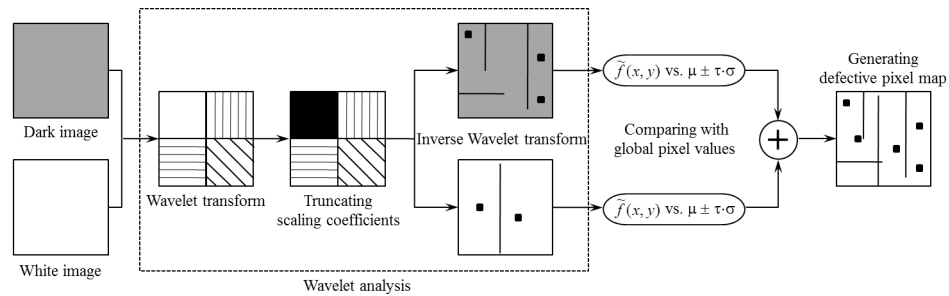 Dark image
White image
Wavelet transform
Truncating
scaling coefficients
Inverse Wavelet transform
Wavelet analysis
f̃(x, y) vs. μ ± τ·σ
Comparing with
global pixel values
f̃(x, y) vs. μ ± τ·σ
+
Generating
defective pixel map